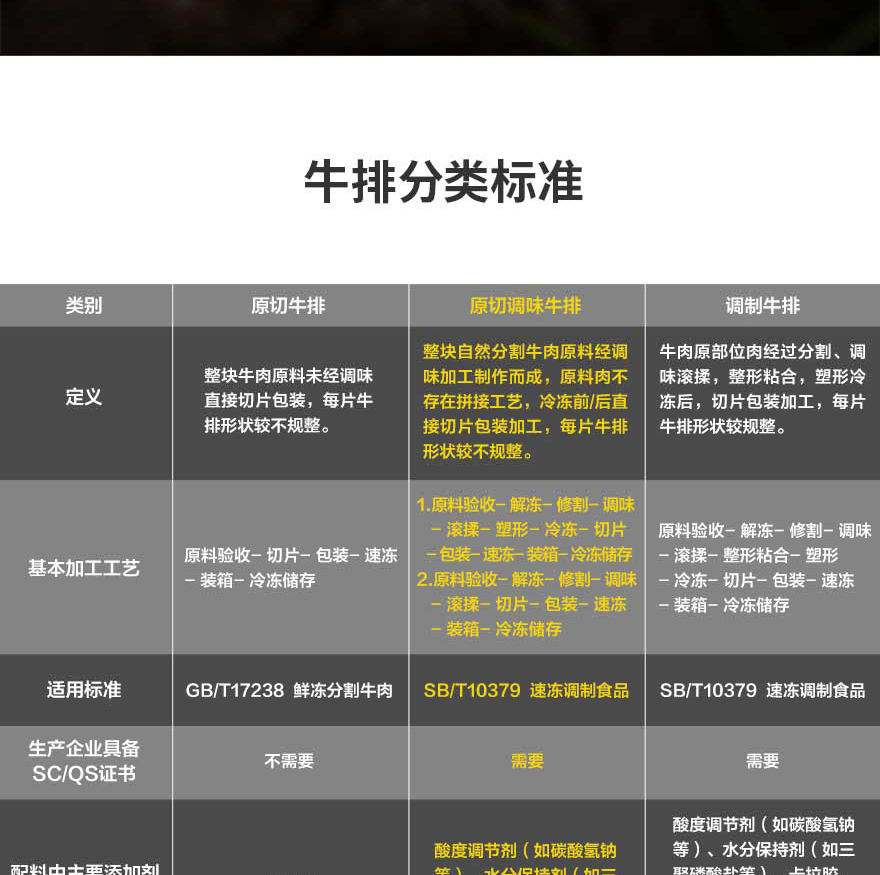 牛排分类标准
类别
原切牛排
原切调味牛排
调制牛排
定义
整块牛肉原料未经调味
直接切片包装，每片牛
排形状较不规整。
整块自然分割牛肉原料经调
味加工制作而成，原料肉不
存在拼接工艺，冷冻前/后直
接切片包装加工，每片牛排
形状较不规整。
牛肉原部位肉经过分割、调
味滚揉，整形粘合，塑形冷
冻后，切片包装加工，每片
牛排形状较规整。
基本加工工艺
原料验收– 切片– 包装– 速冻
– 装箱– 冷冻储存
1.原料验收– 解冻– 修割– 调味
– 滚揉– 塑形– 冷冻– 切片
– 包装– 速冻– 装箱– 冷冻储存
2.原料验收– 解冻– 修割– 调味
– 滚揉– 切片– 包装– 速冻
– 装箱– 冷冻储存
原料验收– 解冻– 修割– 调味
– 滚揉– 整形粘合– 塑形
– 冷冻– 切片– 包装– 速冻
– 装箱– 冷冻储存
适用标准
GB/T17238 鲜冻分割牛肉
SB/T10379 速冻调制食品
SB/T10379 速冻调制食品
生产企业具备
SC/QS证书
不需要
需要
需要
配料中主要添加剂
酸度调节剂（如碳酸氢钠
等）、水分保持剂（如三
酸度调节剂（如碳酸氢钠
等）、水分保持剂（如三
聚磷酸盐等）、卡拉胶